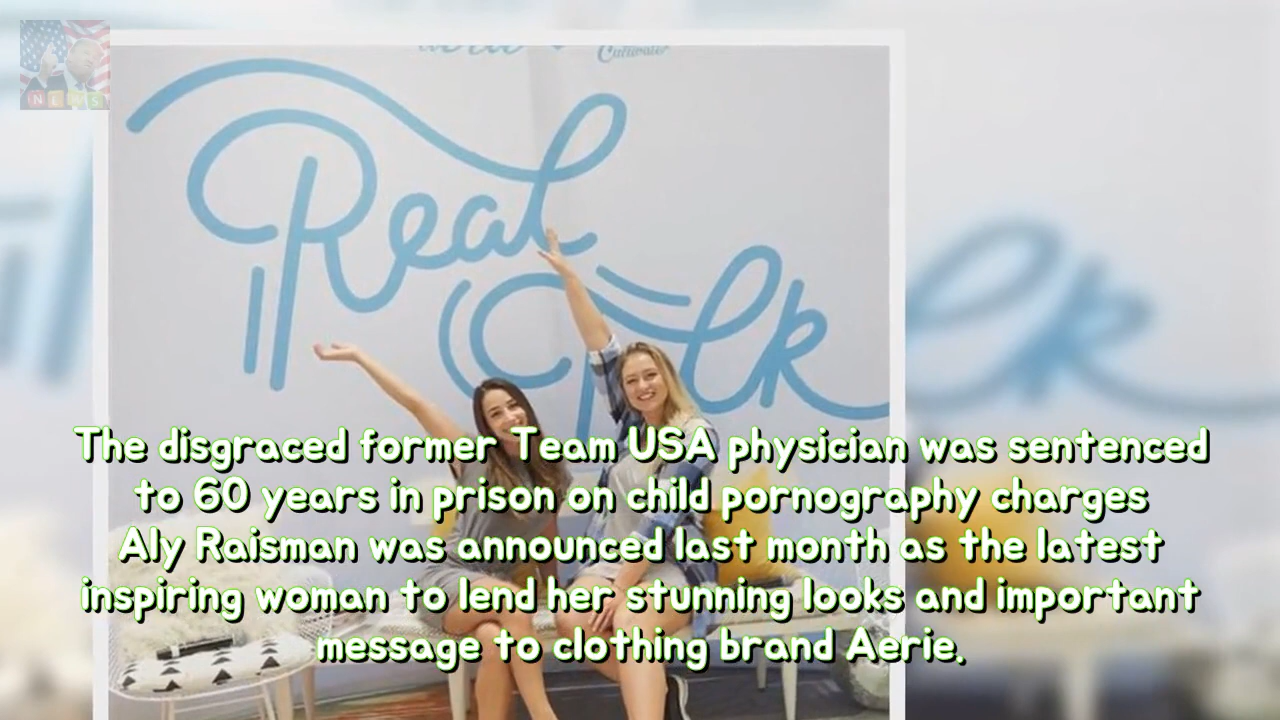 Cultivate
Real
Talk
NEWS
The disgraced former Team USA physician was sentenced
to 60 years in prison on child pornography charges
Aly Raisman was announced last month as the latest
inspiring woman to lend her stunning looks and important
message to clothing brand Aerie.